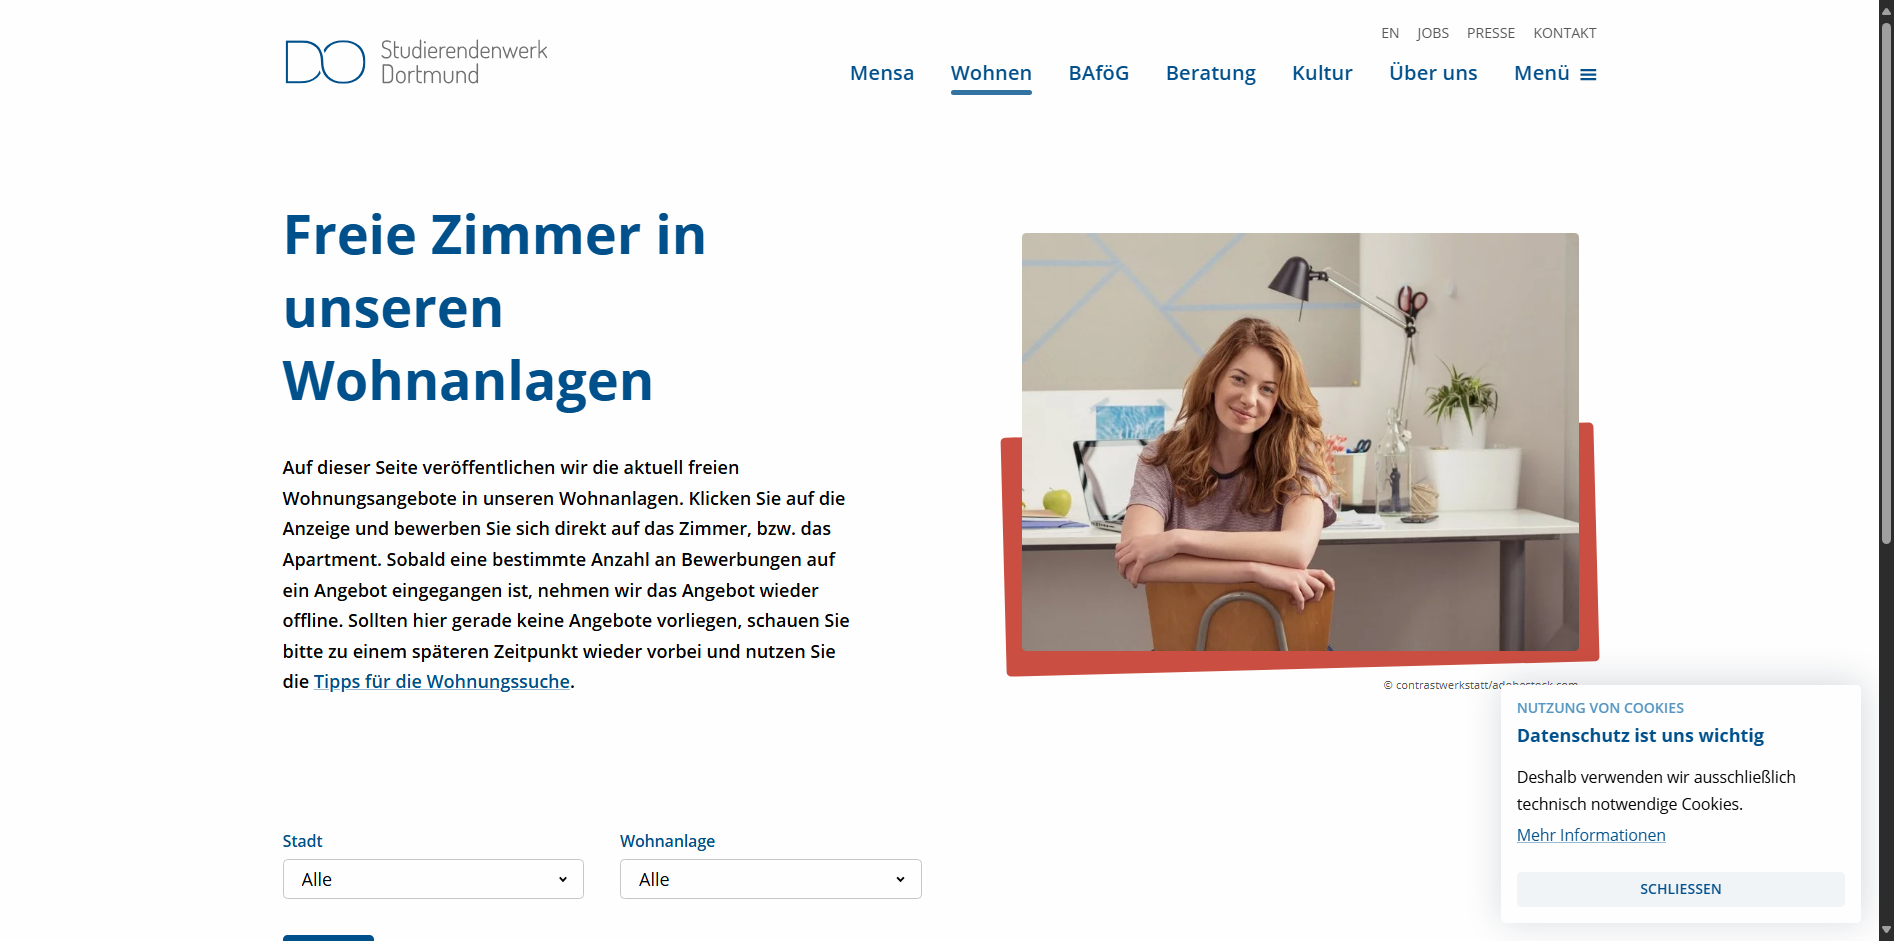 Studierendenwerk
Dortmund
EN JOBS PRESSE KONTAKT
Mensa Wohnen BAföG Beratung Kultur Über uns Menü
Freie Zimmer in
unseren
Wohnanlagen
Auf dieser Seite veröffentlichen wir die aktuell freien
Wohnungsangebote in unseren Wohnanlagen. Klicken Sie auf die
Anzeige und bewerben Sie sich direkt auf das Zimmer, bzw. das
Apartment. Sobald eine bestimmte Anzahl an Bewerbungen auf
ein Angebot eingegangen ist, nehmen wir das Angebot wieder
offline. Sollten hier gerade keine Angebote vorliegen, schauen Sie
bitte zu einem späteren Zeitpunkt wieder vorbei und nutzen Sie
die Tipps für die Wohnungssuche.
© contrastwerkstatt/adobestock.com
Stadt
Alle
Wohnanlage
Alle
NUTZUNG VON COOKIES
Datenschutz ist uns wichtig
Deshalb verwenden wir ausschließlich
technisch notwendige Cookies.
Mehr Informationen
SCHLIESSEN